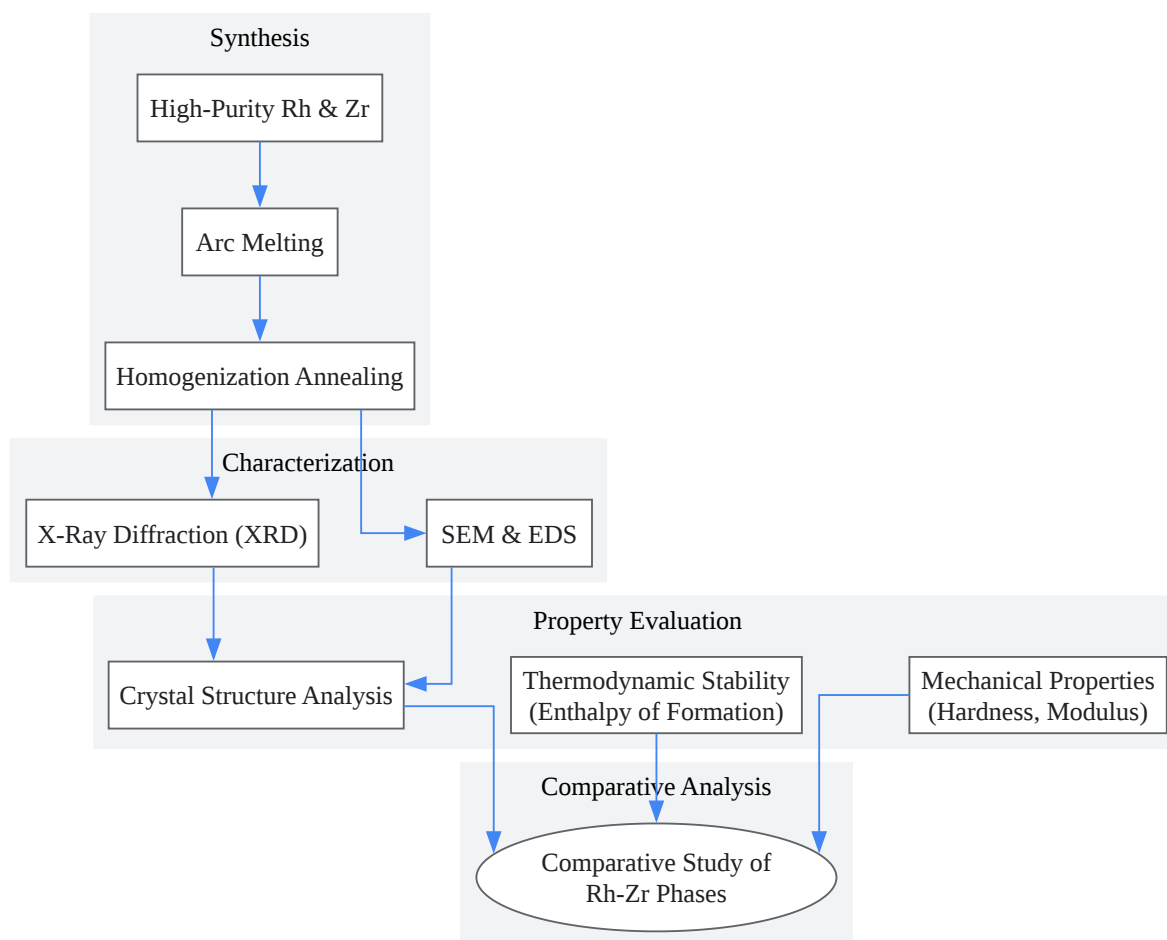 Synthesis
High-Purity Rh & Zr
Arc Melting
Homogenization Annealing
Characterization
X-Ray Diffraction (XRD)
SEM & EDS
Property Evaluation
Crystal Structure Analysis
Thermodynamic Stability
(Enthalpy of Formation)
Mechanical Properties
(Hardness, Modulus)
Comparative Analysis
Comparative Study of
Rh-Zr Phases